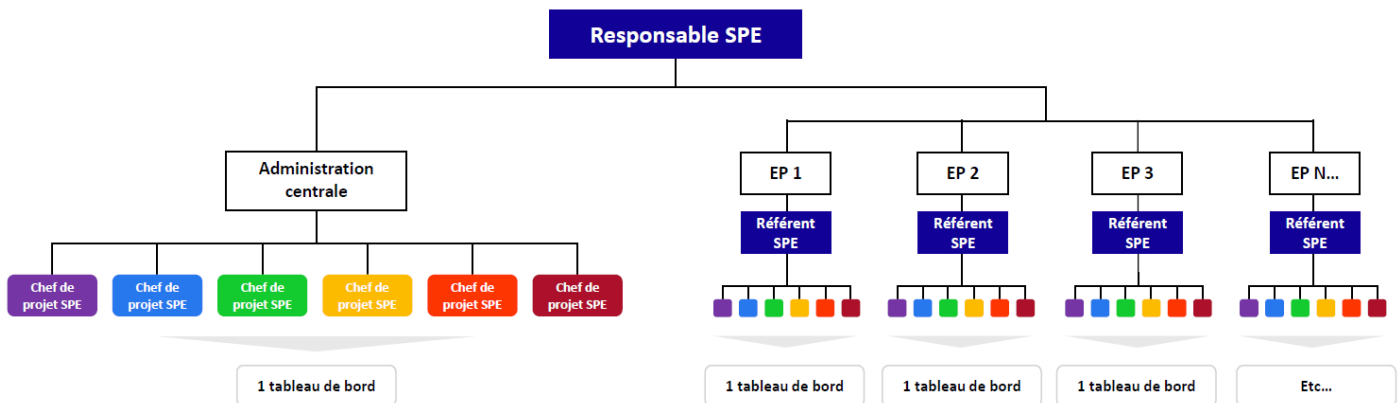 Responsable SPE
Administration
centrale
EP 1
EP 2
EP 3
EP N...
Référent
SPE
Référent
SPE
Référent
SPE
Référent
SPE
Chef de
projet SPE
Chef de
projet SPE
Chef de
projet SPE
Chef de
projet SPE
Chef de
projet SPE
Chef de
projet SPE
1 tableau de bord
1 tableau de bord
1 tableau de bord
1 tableau de bord
Etc...